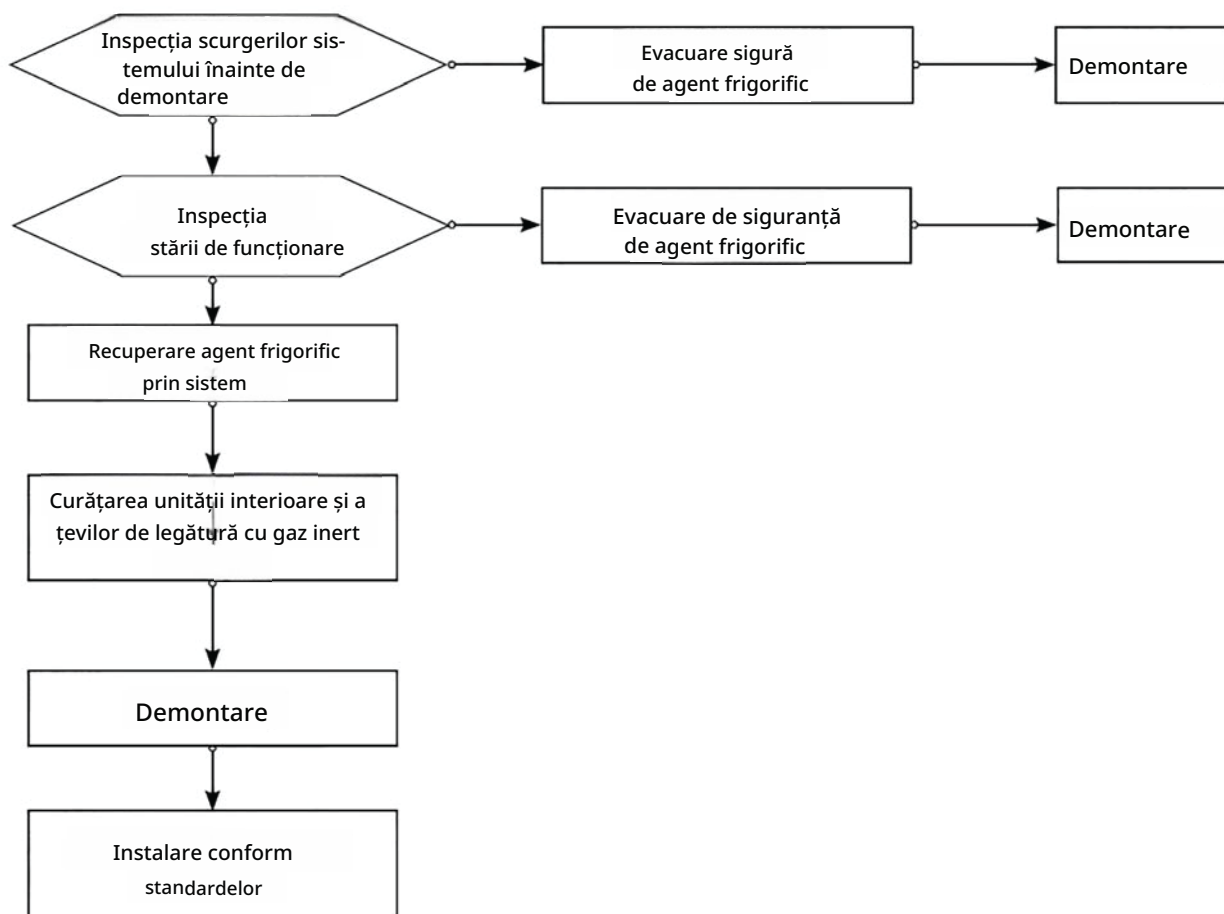 Inspecția scurgerilor sis-
temului înainte de
demontare
Evacuare sigură
de agent frigorific
Demontare
Inspecția
stării de funcționare
Evacuare de siguranță
de agent frigorific
Demontare
Recuperare agent frigorific
prin sistem
Curățarea unității interioare și a
țevilor de legătură cu gaz inert
Demontare
Instalare conform
standardelor